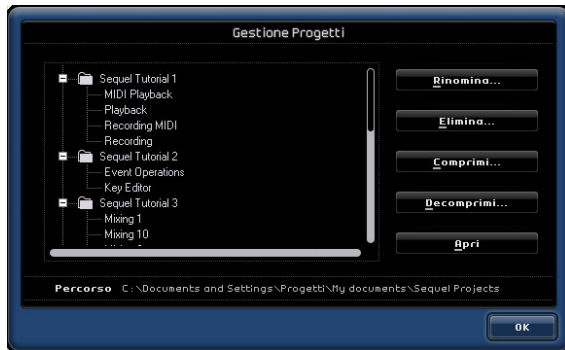 Gestione Progetti
Sequel Tutorial 1
MIDI Playback
Playback
Recording MIDI
Recording
Sequel Tutorial 2
Event Operations
Key Editor
Sequel Tutorial 3
Mixing 1
Mixing 10
Rinomina...
Elimina...
Comprimi...
Decomprimi...
Apri
Percorso C:\Documents and Settings\Progetti\My documents\Sequel Projects
OK